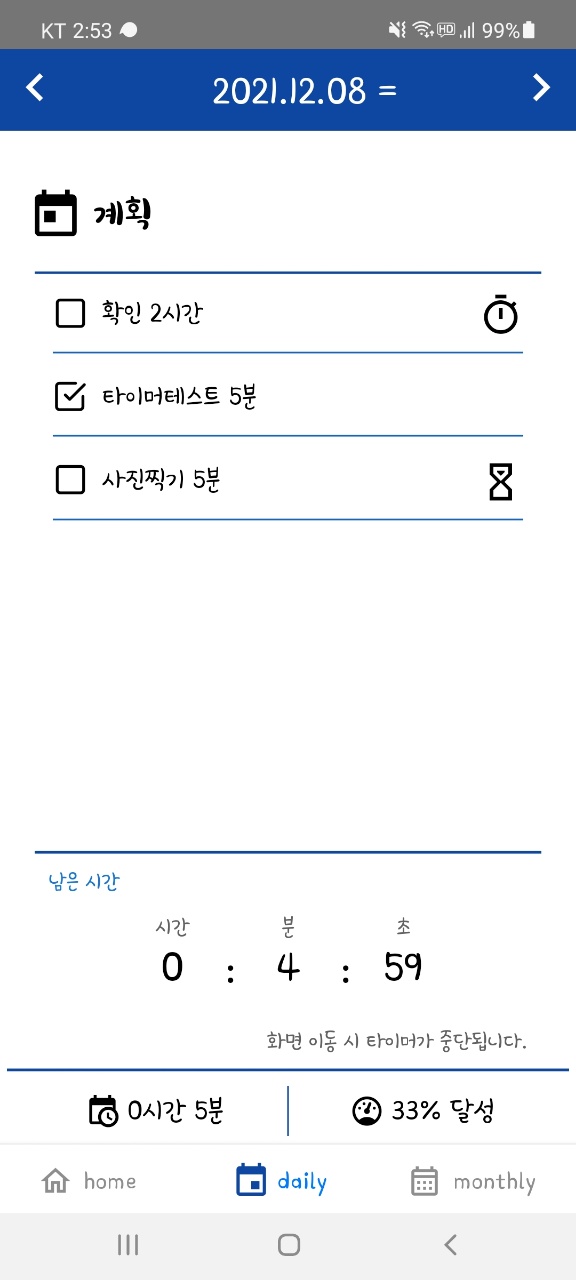 KT 2:53 HD 99%
2021.12.08 =
계획
확인 2시간
타이머테스트 5분
사진찍기 5분
남은 시간
시간 분 초
0 : 4 : 59
화면 이동 시 타이머가 중단됩니다.
0시간 5분 33% 달성
home daily monthly